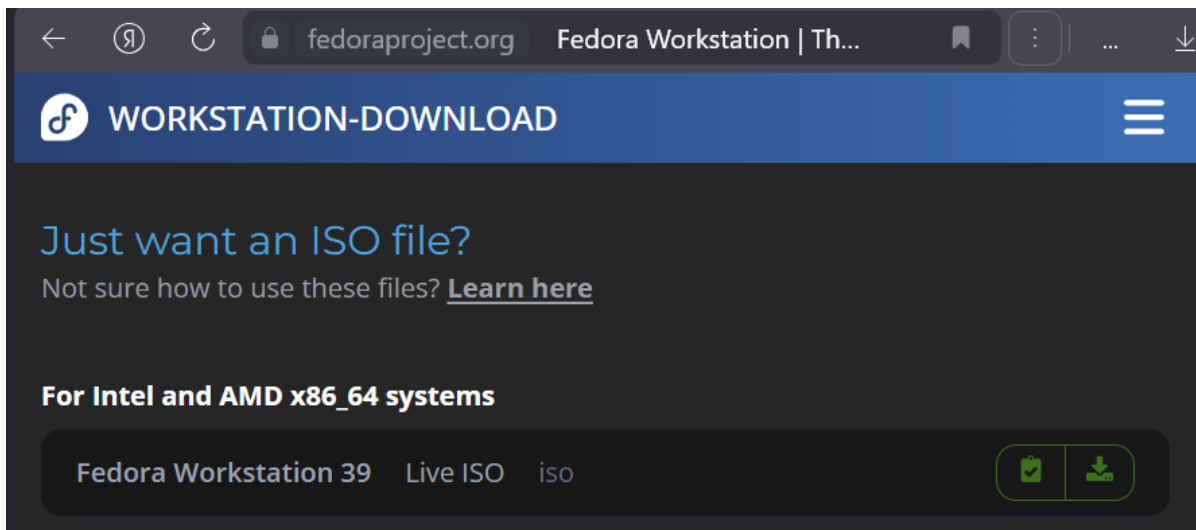 Я fedoraproject.org Fedora Workstation | Th... ...
WORKSTATION-DOWNLOAD
Just want an ISO file?
Not sure how to use these files? Learn here
For Intel and AMD x86_64 systems
Fedora Workstation 39 Live ISO iso